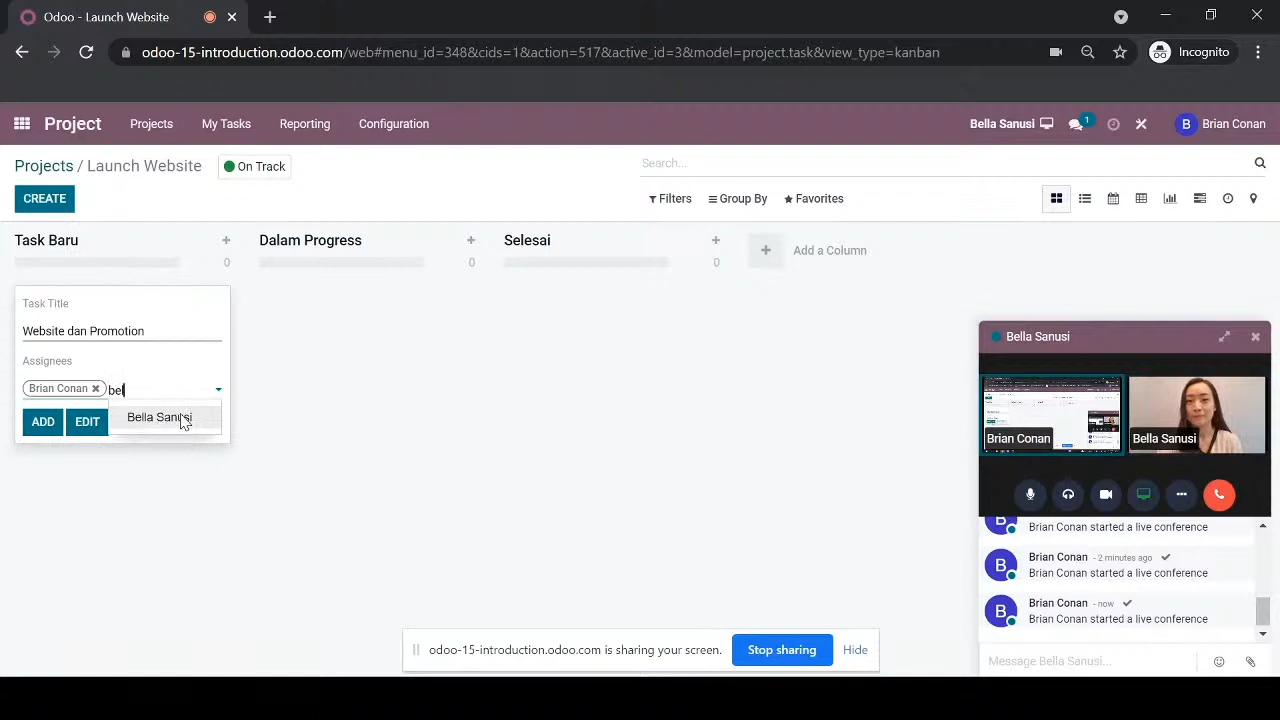 Odoo - Launch Website
odoo-15-introduction.odoo.com/web#menu_id=348&cids=1&action=517&active_id=3&model=project.task&view_type=kanban
Incognito
Project
Projects
My Tasks
Reporting
Configuration
Bella Sanusi
1
B
Brian Conan
Projects / Launch Website
On Track
Search...
CREATE
Filters
Group By
Favorites
Task Baru
0
Dalam Progress
0
Selesai
0
Add a Column
Task Title
Website dan Promotion
Assignees
Brian Conan
bel
Bella Sanusi
ADD
EDIT
Bella Sanusi
Brian Conan
Bella Sanusi
B
Brian Conan started a live conference
B
Brian Conan - 2 minutes ago
Brian Conan started a live conference
B
Brian Conan - now
Brian Conan started a live conference
Message Bella Sanusi...
odoo-15-introduction.odoo.com is sharing your screen.
Stop sharing
Hide